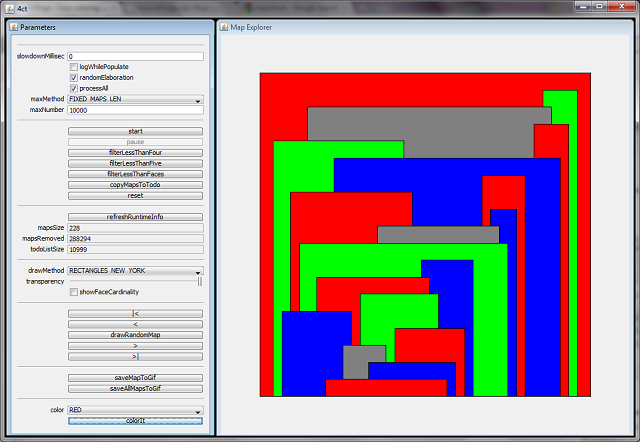 4ct
Parameters
Map Explorer
slowdownMillisec 0
logWhilePopulate
randomElaboration
processAll
maxMethod FIXED_MAPS_LEN
maxNumber 10000
start
pause
filterLessThanFour
filterLessThanFive
filterLessThanFaces
copyMapsToTodo
reset
refreshRuntimeInfo
mapsSize 228
mapsRemoved 288294
todoListSize 10999
drawMethod RECTANGLES_NEW_YORK
transparency
showFaceCardinality
|<
<
drawRandomMap
>
>|
saveMapToGif
saveAllMapsToGif
color RED
colorIt